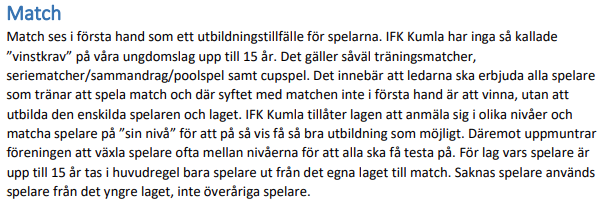 Match
Match ses i första hand som ett utbildningstillfälle för spelarna. IFK Kumla har inga så kallade
”vinstkrav” på våra ungdomslag upp till 15 år. Det gäller såväl träningsmatcher,
seriematcher/sammandrag/poolspel samt cupspel. Det innebär att ledarna ska erbjuda alla spelare
som tränar att spela match och där syftet med matchen inte i första hand är att vinna, utan att
utbilda den enskilda spelaren och laget. IFK Kumla tillåter lagen att anmäla sig i olika nivåer och
matcha spelare på ”sin nivå” för att på så vis få så bra utbildning som möjligt. Däremot uppmuntrar
föreningen att växla spelare ofta mellan nivåerna för att alla ska få testa på. För lag vars spelare är
upp till 15 år tas i huvudregel bara spelare ut från det egna laget till match. Saknas spelare används
spelare från det yngre laget, inte överåriga spelare.